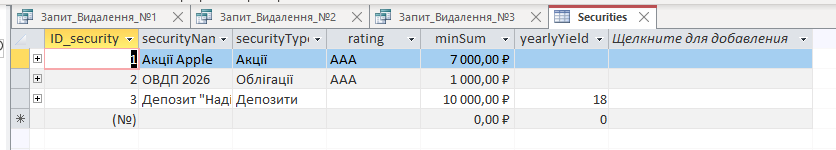 Запит_Видалення_№1 Запит_Видалення_№2 Запит_Видалення_№3 Securities
ID_security securityNan securityType rating minSum yearlyYield Щелкните для добавления
1 Акції Apple Акції AAA 7 000,00 ₽
2 ОВДП 2026 Облігації AAA 1 000,00 ₽
3 Депозит "Наді Депозити 10 000,00 ₽ 18
(№) 0,00 ₽ 0